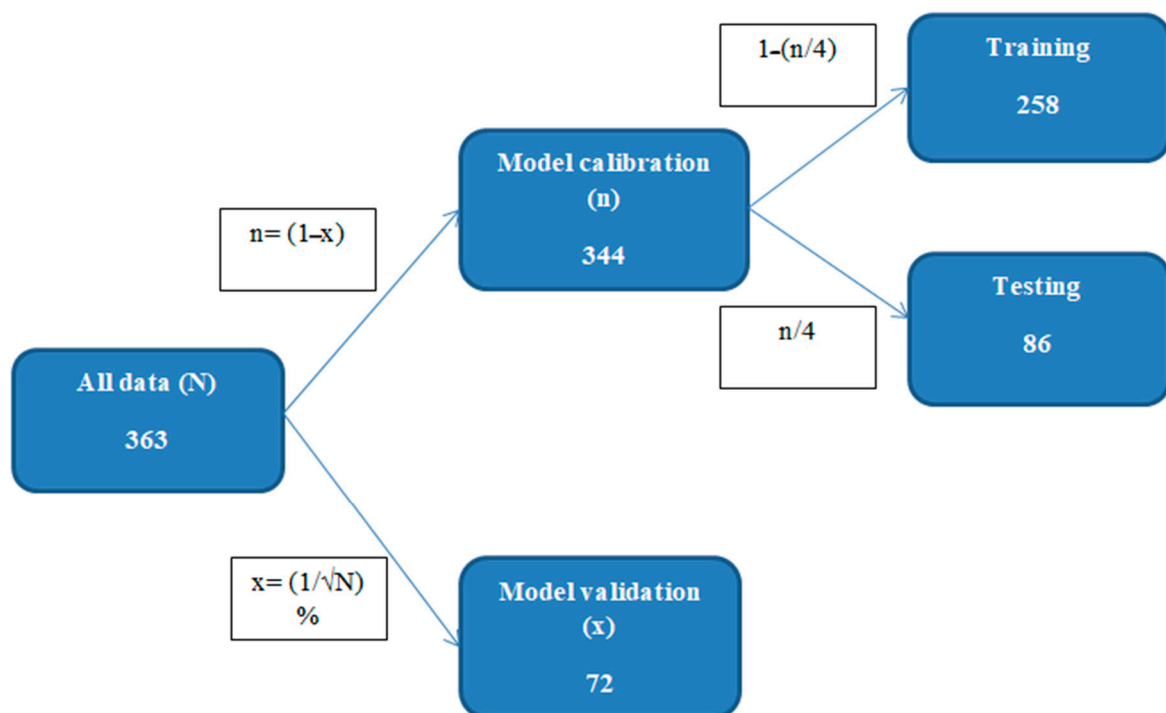 1-(n/4)
Training
258
Model calibration
(n)
344
n= (1-x)
Testing
86
n/4
All data (N)
363
x= (1/√N)
%
Model validation
(x)
72